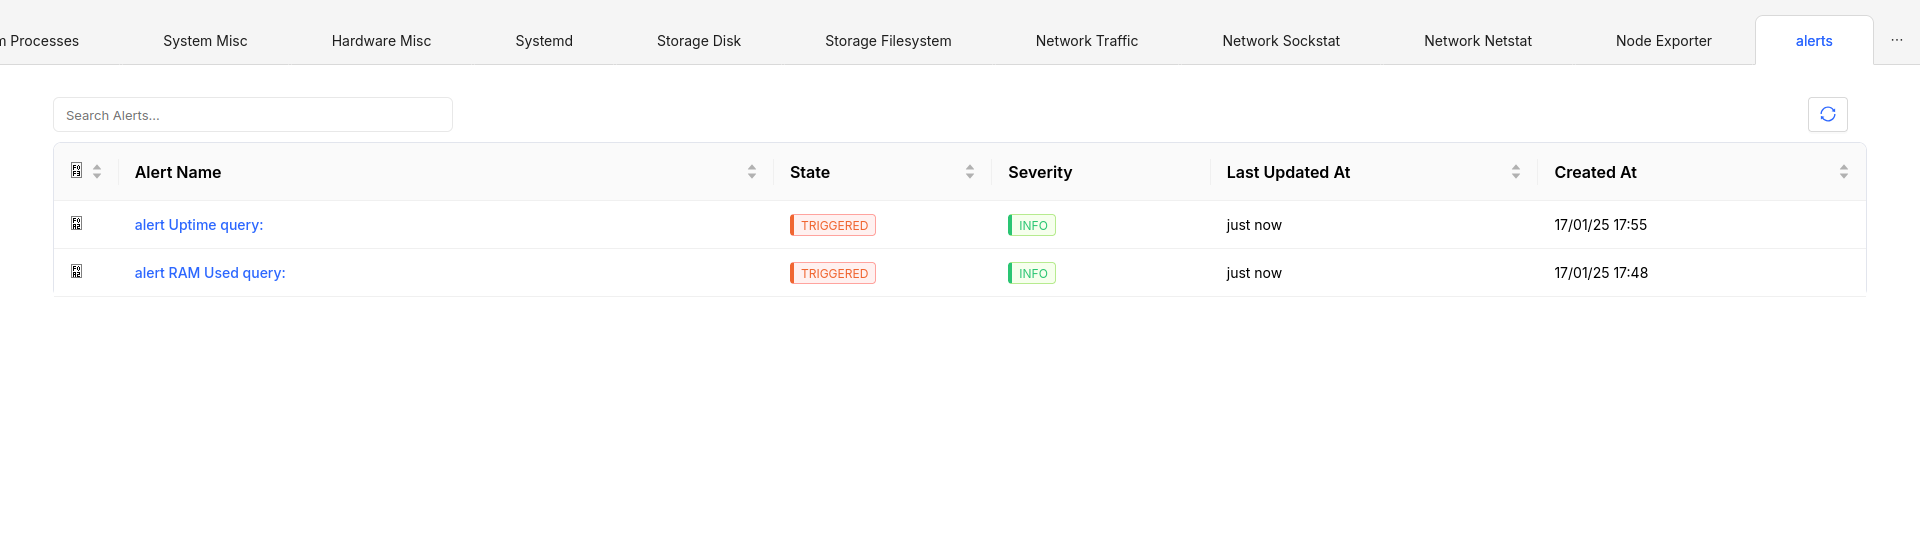 m Processes System Misc Hardware Misc Systemd Storage Disk Storage Filesystem Network Traffic Network Sockstat Network Netstat Node Exporter alerts ···
Search Alerts...
Alert Name State Severity Last Updated At Created At
alert Uptime query: TRIGGERED INFO just now 17/01/25 17:55
alert RAM Used query: TRIGGERED INFO just now 17/01/25 17:48